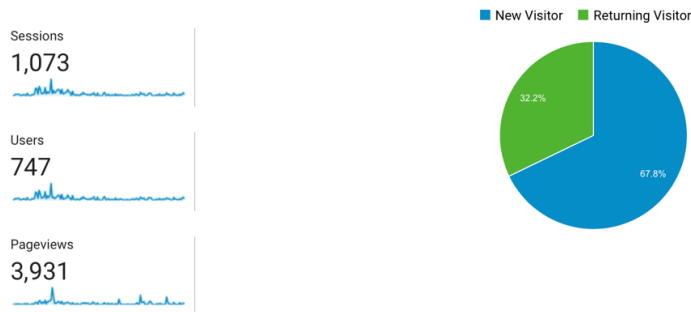 Sessions
1,073
Users
747
Pageviews
3,931
New Visitor
Returning Visitor
32.2%
67.8%